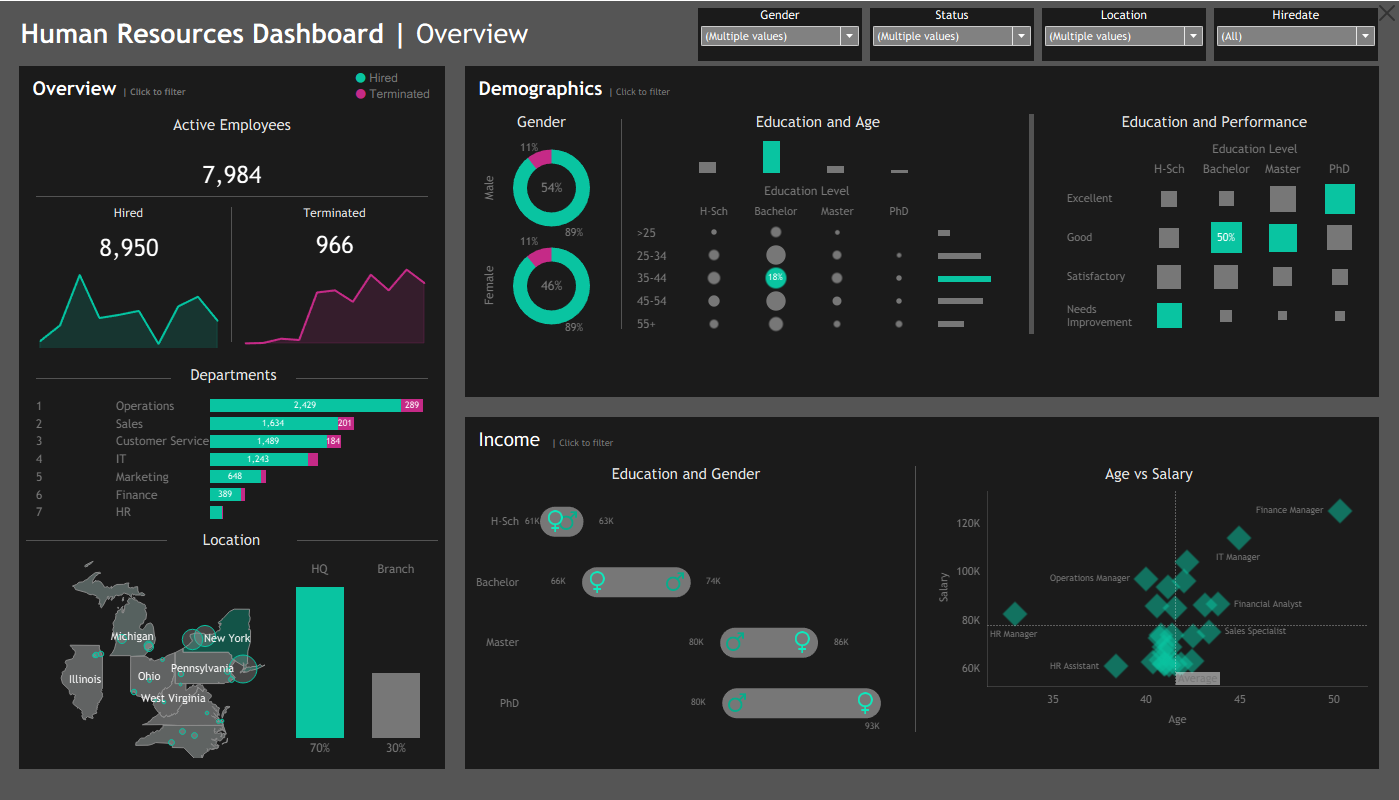 Human Resources Dashboard | Overview
Gender
(Multiple values)
Status
(Multiple values)
Location
(Multiple values)
Hiredate
(All)
Overview | Click to filter
Hired
Terminated
Active Employees
7,984
Hired
8,950
Terminated
966
Departments
1 Operations 2,429 289
2 Sales 1,634 201
3 Customer Service 1,489 184
4 IT 1,243
5 Marketing 648
6 Finance 389
7 HR
Location
Michigan
New York
Illinois
Ohio
Pennsylvania
West Virginia
HQ
Branch
70%
30%
Demographics | Click to filter
Gender
Male
11%
54%
89%
Female
11%
46%
89%
Education and Age
Education Level
H-Sch Bachelor Master PhD
>25
25-34
35-44 18%
45-54
55+
Education and Performance
Education Level
H-Sch Bachelor Master PhD
Excellent
Good 50%
Satisfactory
Needs
Improvement
Income | Click to filter
Education and Gender
H-Sch 61K 63K
Bachelor 66K 74K
Master 80K 86K
PhD 80K
93K
Age vs Salary
Salary
120K
100K
80K
60K
Finance Manager
IT Manager
Operations Manager
Financial Analyst
HR Manager
Sales Specialist
HR Assistant
Average
35 40 45 50
Age